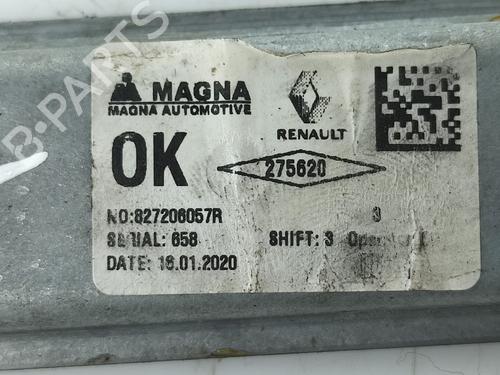 MAGNA
MAGNA AUTOMOTIVE
RENAULT
OK
275620
NO:827206057R
3
SERIAL: 658
SHIFT: 3
DATE: 16.01.2020
B-PARTS